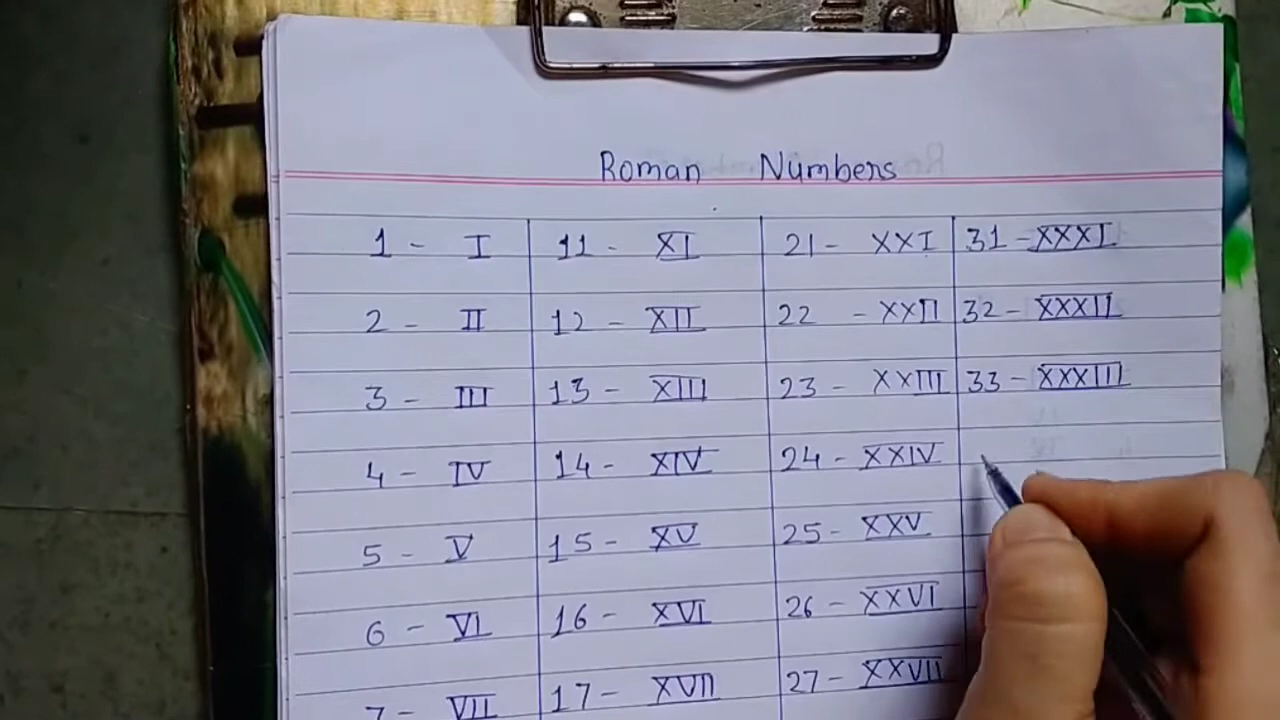 Roman Numbers
1 - I 11 - XI 21 - XXI 31 - XXXI
2 - II 12 - XII 22 - XXII 32 - XXXII
3 - III 13 - XIII 23 - XXIII 33 - XXXIII
4 - IV 14 - XIV 24 - XXIV
5 - V 15 - XV 25 - XXV
6 - VI 16 - XVI 26 - XXVI
7 - VII 17 - XVII 27 - XXVII